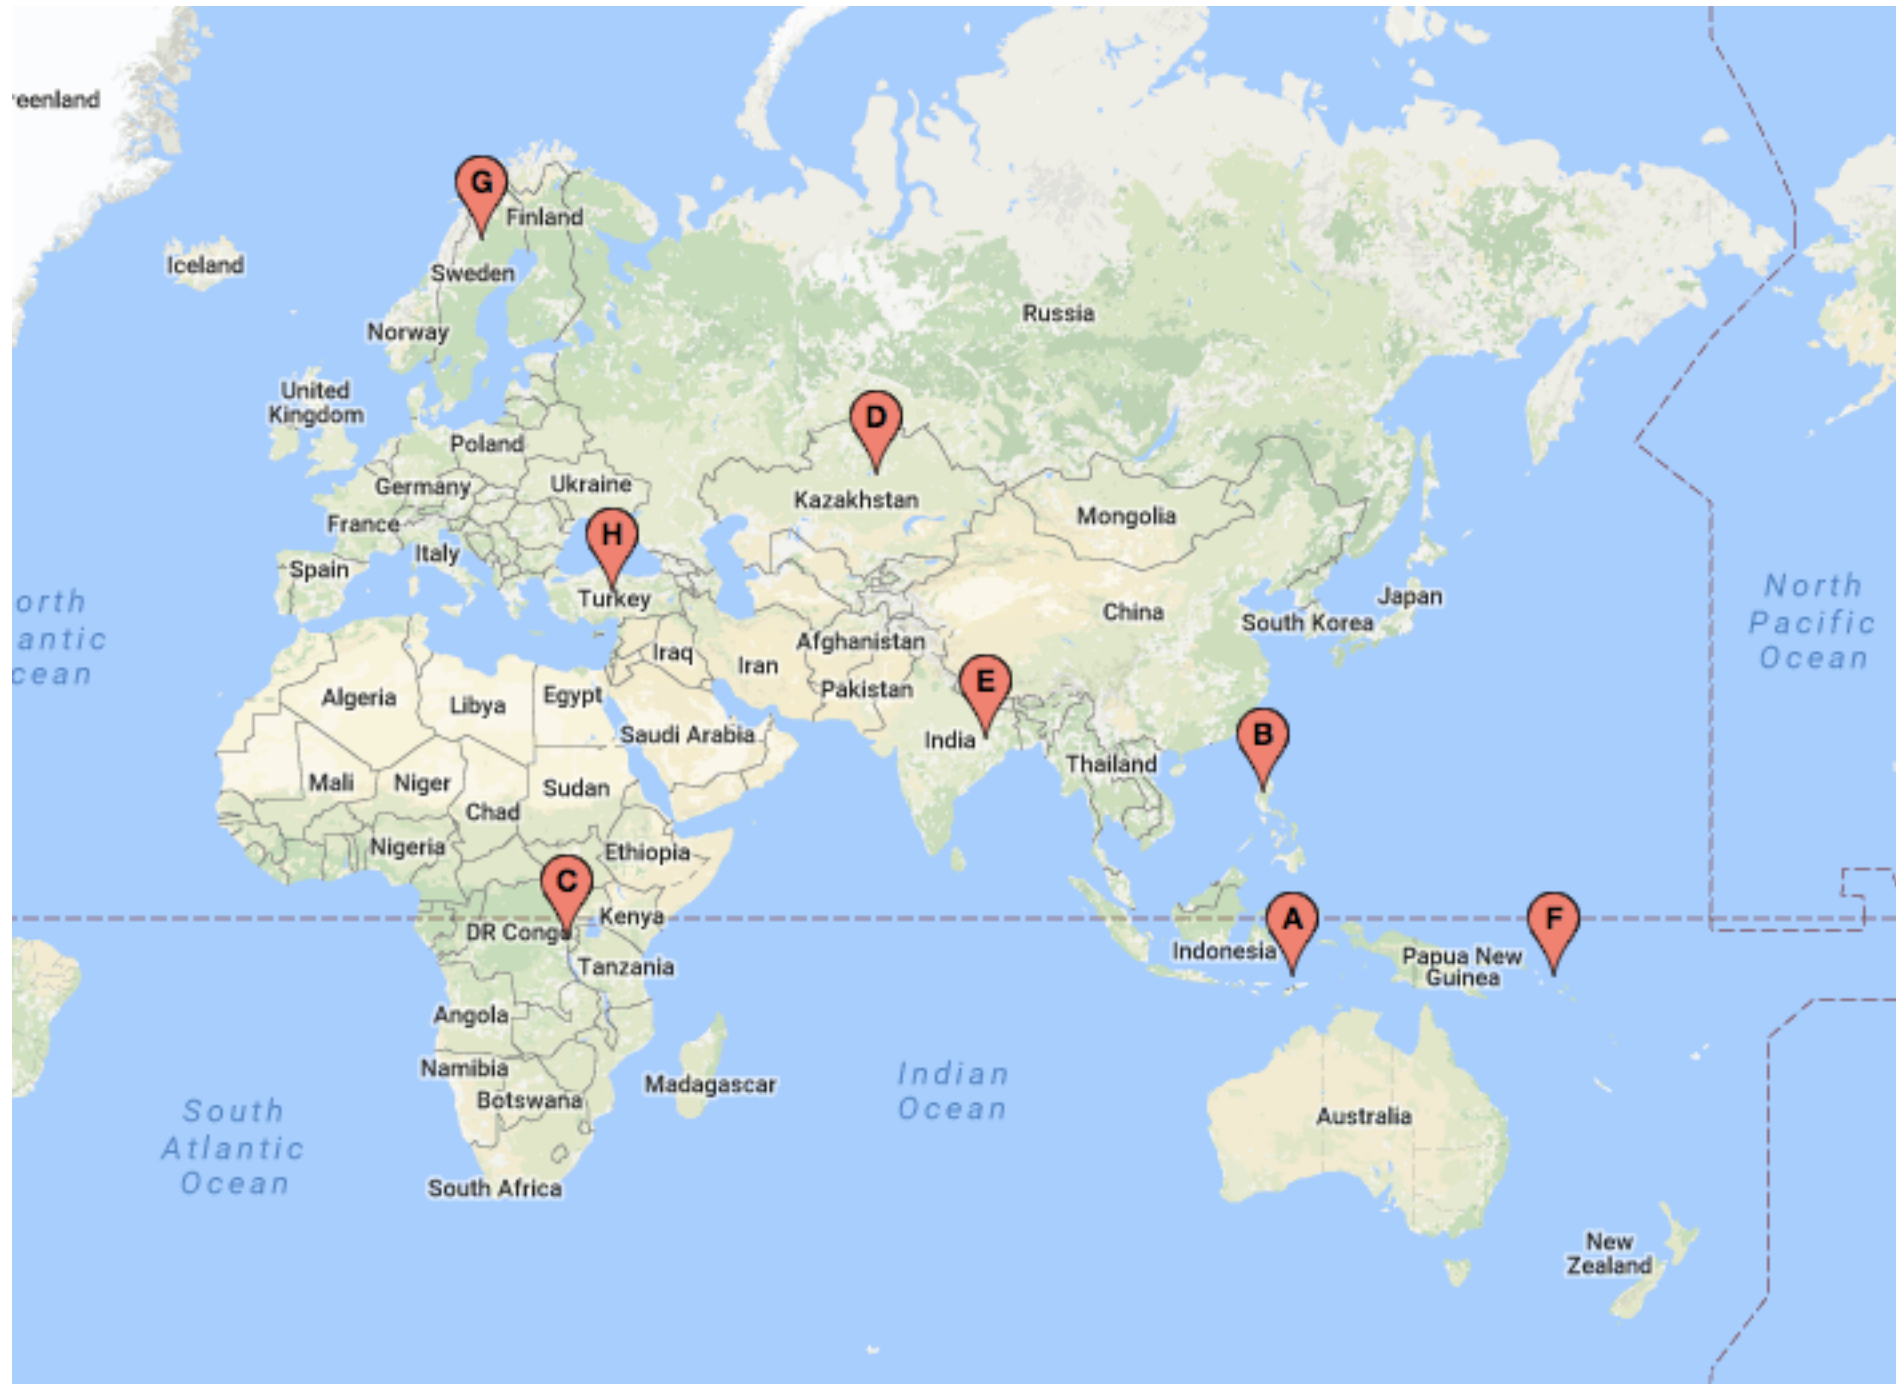 eenland
G
Finland
Iceland
Sweden
Russia
Norway
United
Kingdom
D
Poland
Ukraine
Germany
Kazakhstan
Mongolia
France
H
Italy
Spain
Turkey
China
Japan
South Korea
orth
antic
cean
North
Pacific
Ocean
Afghanistan
Iraq
Iran
E
Pakistan
Algeria
Libya
Egypt
Saudi Arabia
India
B
Thailand
Mali
Niger
Sudan
Chad
Nigeria
Ethiopia
C
Kenya
A
F
DR Congo
Indonesia
Papua New
Guinea
Tanzania
Angola
Namibia
Madagascar
Botswana
Indian
Ocean
South
Atlantic
Ocean
Australia
South Africa
New
Zealand